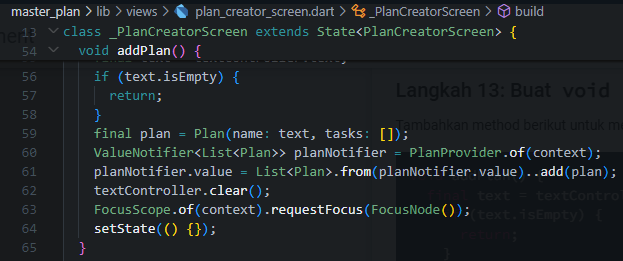 master_plan > lib > views > plan_creator_screen.dart > _PlanCreatorScreen > build
13 class _PlanCreatorScreen extends State<PlanCreatorScreen> {
54 void addPlan() {
56 if (text.isEmpty) {
57 return;
58 }
59 final plan = Plan(name: text, tasks: []);
60 ValueNotifier<List<Plan>> planNotifier = PlanProvider.of(context);
61 planNotifier.value = List<Plan>.from(planNotifier.value)..add(plan);
62 textController.clear();
63 FocusScope.of(context).requestFocus(FocusNode());
64 setState(() {});
65 }
Langkah 13: Buat void
Tambahkan method berikut untuk me
text = textContro
(text.isEmpty) {
return;
}